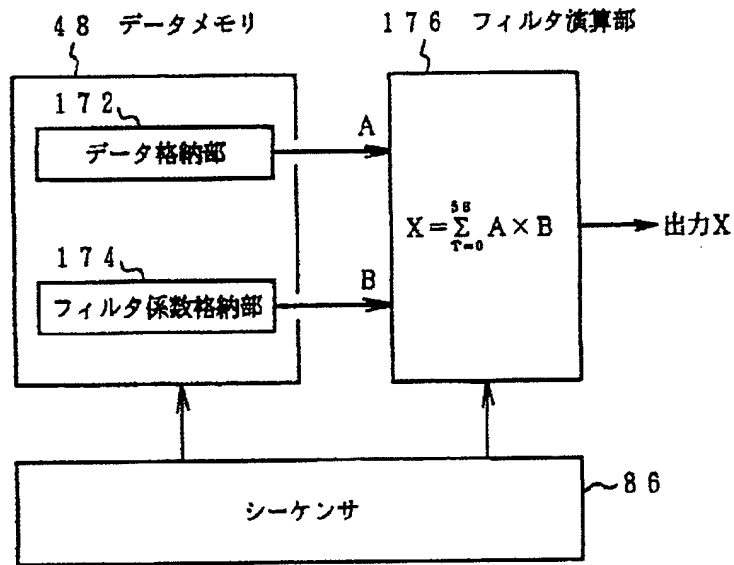 48 データメモリ
176 フィルタ演算部
172
データ格納部
A
174
フィルタ係数格納部
B
X=Σ A×B
T=0
出力X
シーケンサ
86